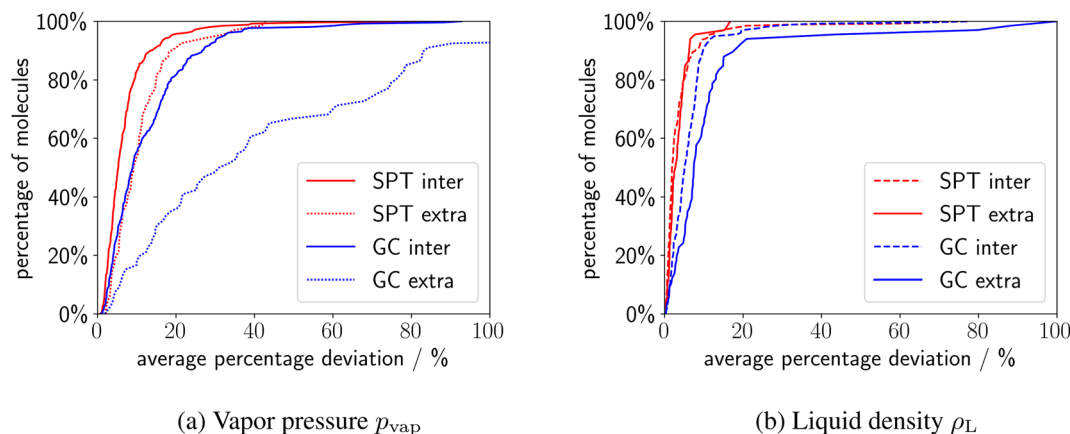 100%
80%
60%
40%
20%
0%
percentage of molecules
0 20 40 60 80 100
average percentage deviation / %
SPT inter
SPT extra
GC inter
GC extra
(a) Vapor pressure p_vap
100%
80%
60%
40%
20%
0%
percentage of molecules
0 20 40 60 80 100
average percentage deviation / %
SPT inter
SPT extra
GC inter
GC extra
(b) Liquid density ρ_L